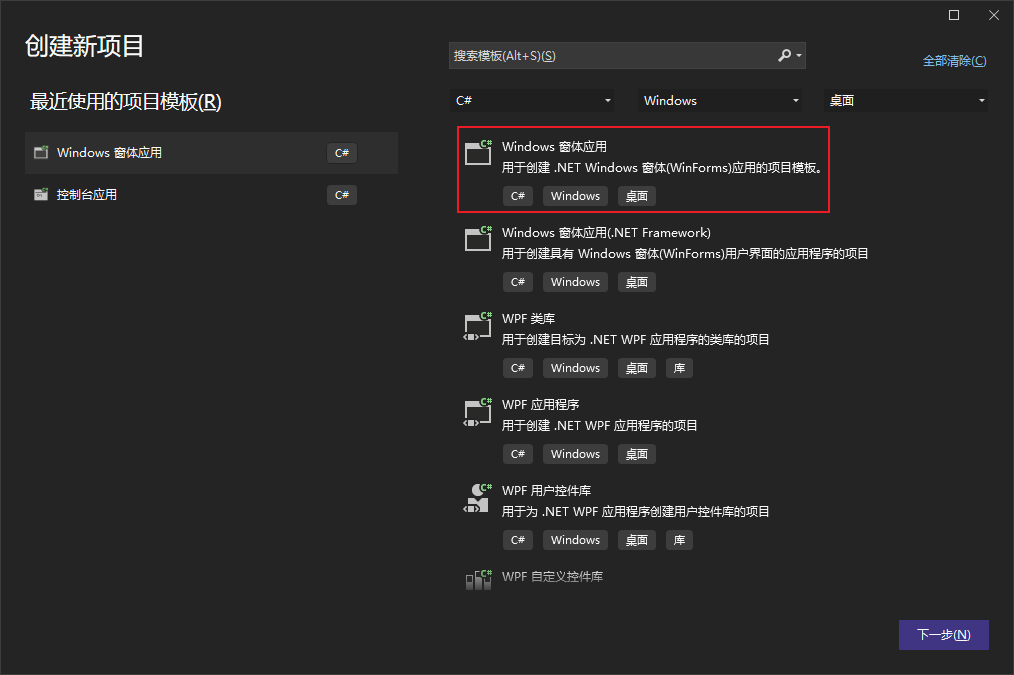 创建新项目
搜索模板(Alt+S)(S)
全部清除(C)
最近使用的项目模板(R)
C#
Windows
桌面
Windows 窗体应用
C#
控制台应用
C#
C#
Windows 窗体应用
用于创建 .NET Windows 窗体(WinForms)应用的项目模板。
C# Windows 桌面
C#
Windows 窗体应用(.NET Framework)
用于创建具有 Windows 窗体(WinForms)用户界面的应用程序的项目
C# Windows 桌面
C#
WPF 类库
用于创建目标为 .NET WPF 应用程序的类库的项目
C# Windows 桌面 库
C#
WPF 应用程序
用于创建 .NET WPF 应用程序的项目
C# Windows 桌面
C#
WPF 用户控件库
用于为 .NET WPF 应用程序创建用户控件库的项目
C# Windows 桌面 库
C#
WPF 自定义控件库
下一步(N)